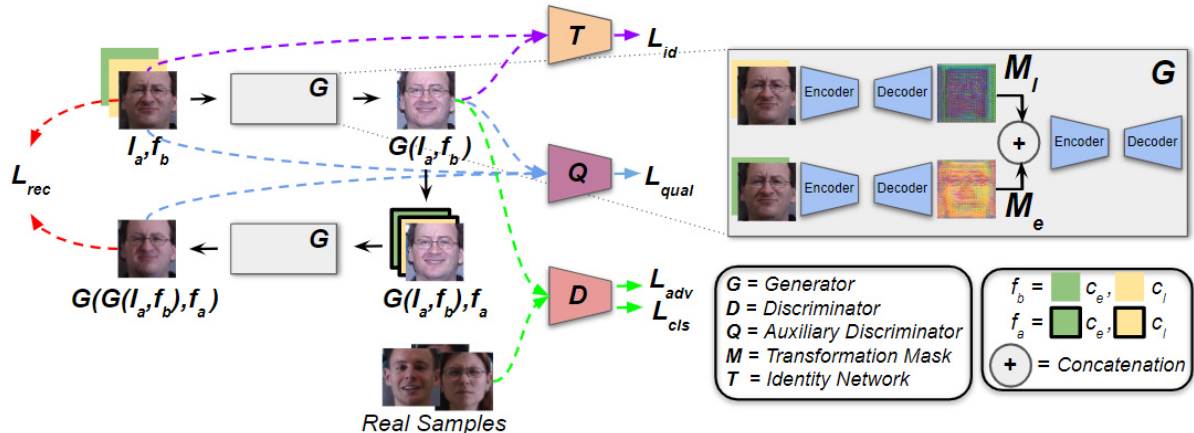 T
L_id
G
I_a,f_b
G(I_a,f_b)
L_rec
Q
L_qual
G
G(G(I_a,f_b),f_a)
G(I_a,f_b),f_a
D
L_adv
L_cls
Real Samples
G
Encoder
Decoder
M_l
+
Encoder
Decoder
Encoder
Decoder
M_e
G = Generator
D = Discriminator
Q = Auxiliary Discriminator
M = Transformation Mask
T = Identity Network
f_b = c_e, c_l
f_a = c_e, c_l
+ = Concatenation